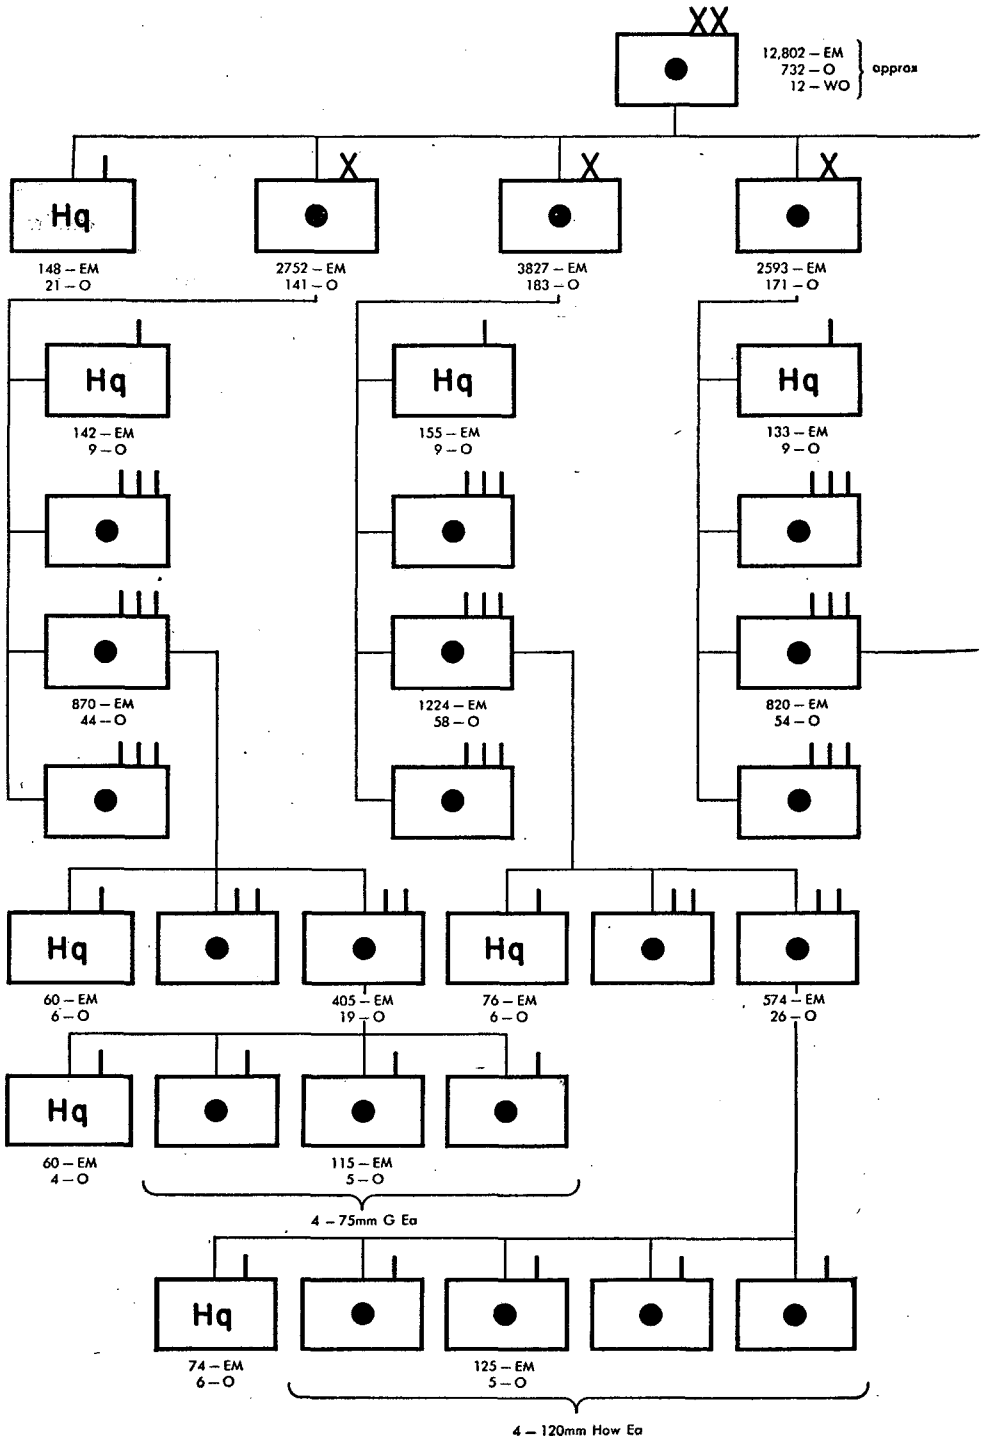 XX
12,802 — EM
732 — O
12 — WO
approx
X
X
X
Hq
148 — EM
21 — O
2752 — EM
141 — O
3827 — EM
183 — O
2593 — EM
171 — O
Hq
142 — EM
9 — O
Hq
155 — EM
9 — O
Hq
133 — EM
9 — O
870 — EM
44 — O
1224 — EM
58 — O
820 — EM
54 — O
Hq
60 — EM
6 — O
405 — EM
19 — O
Hq
76 — EM
6 — O
574 — EM
26 — O
Hq
60 — EM
4 — O
115 — EM
5 — O
4 — 75mm G Ea
Hq
74 — EM
6 — O
125 — EM
5 — O
4 — 120mm How Ea